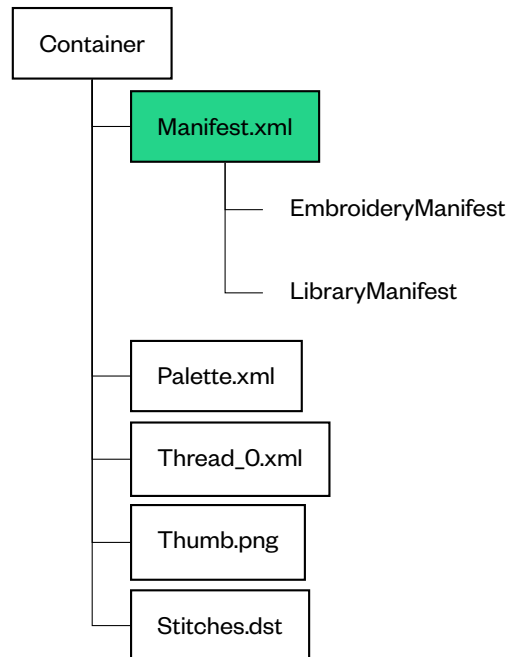 Container
Manifest.xml
EmbroideryManifest
LibraryManifest
Palette.xml
Thread_0.xml
Thumb.png
Stitches.dst